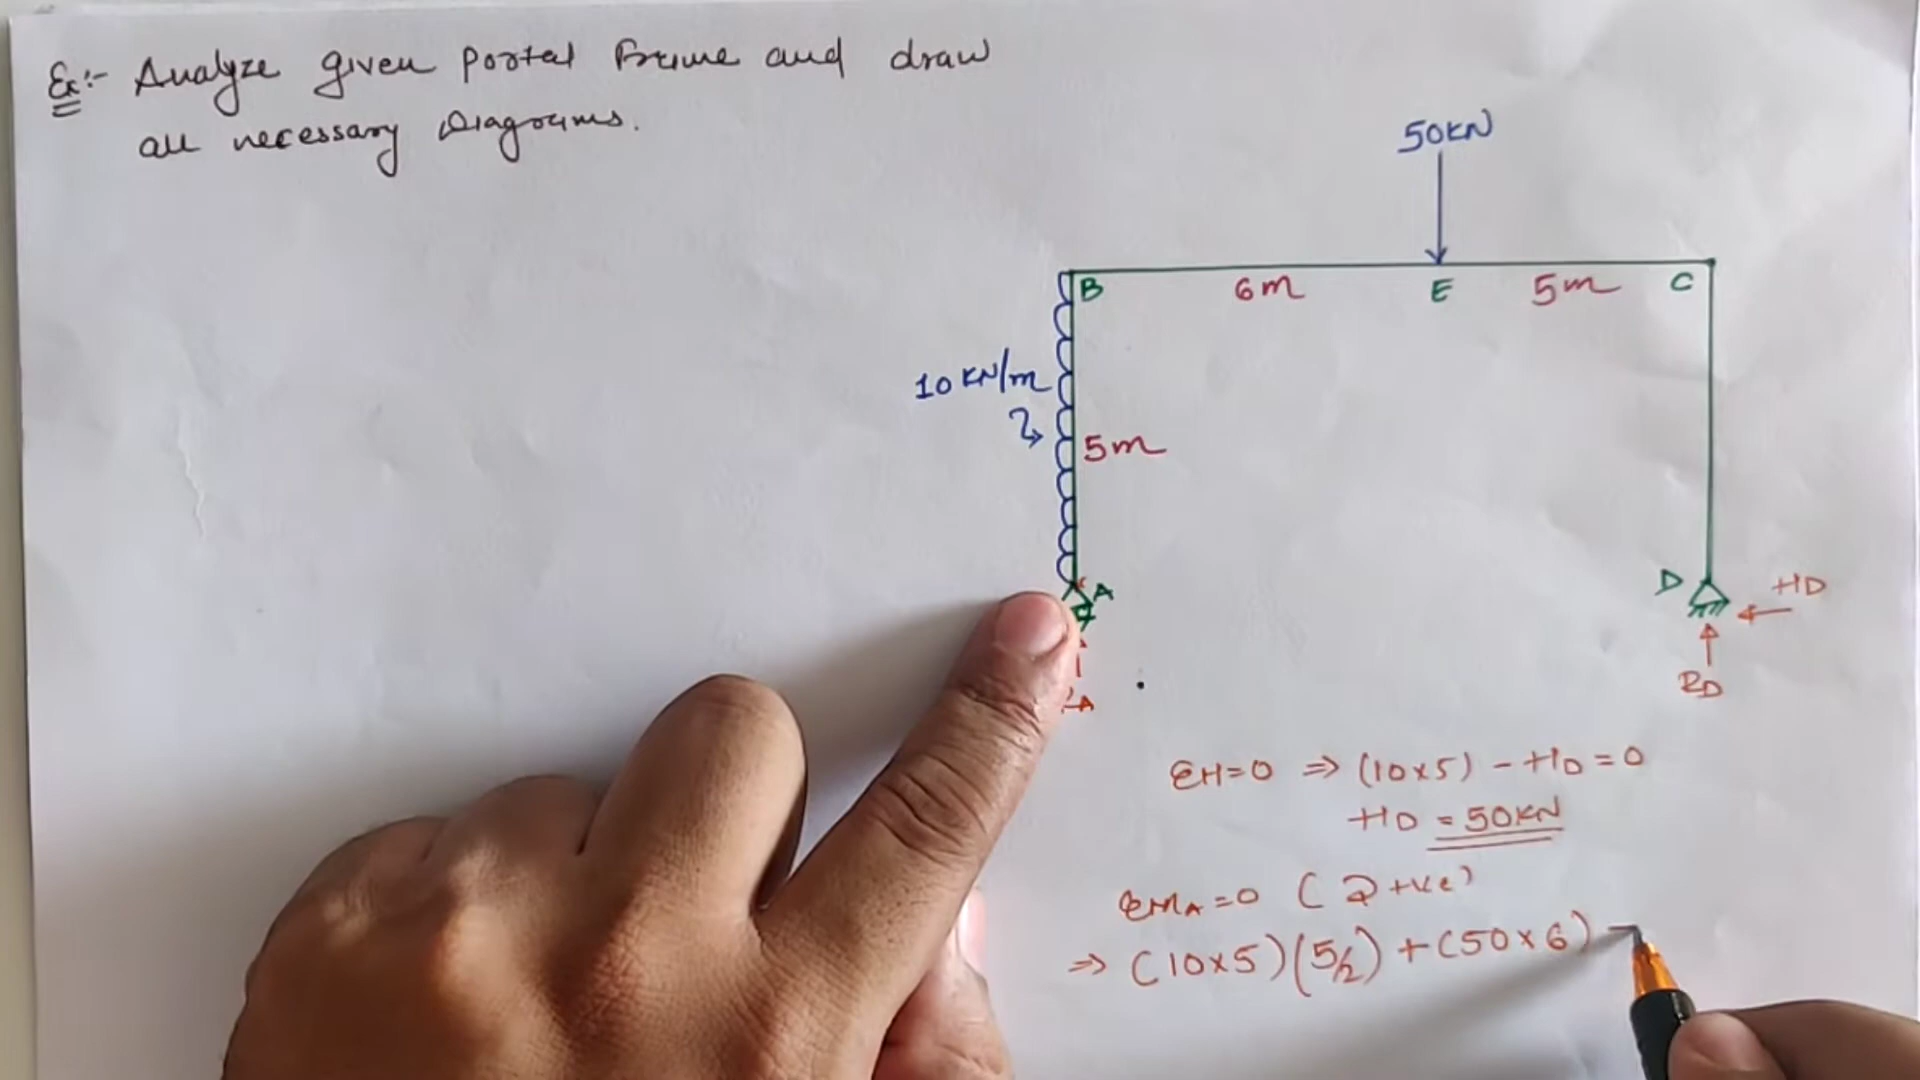 Ex:- Analyze given portal Frame and draw
all necessary Diagrams.
50KN
B 6m E 5m C
10 KN/m
5m
A
D HD
RD
ΣH=0 ⇒ (10×5) - HD = 0
HD = 50KN
ΣMA=0 ( +ve)
⇒ (10×5)(5/2) + (50×6) -